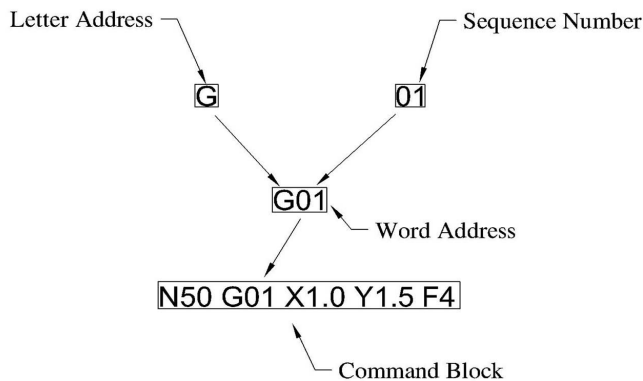 Letter Address
Sequence Number
G
01
G01
Word Address
N50 G01 X1.0 Y1.5 F4
Command Block